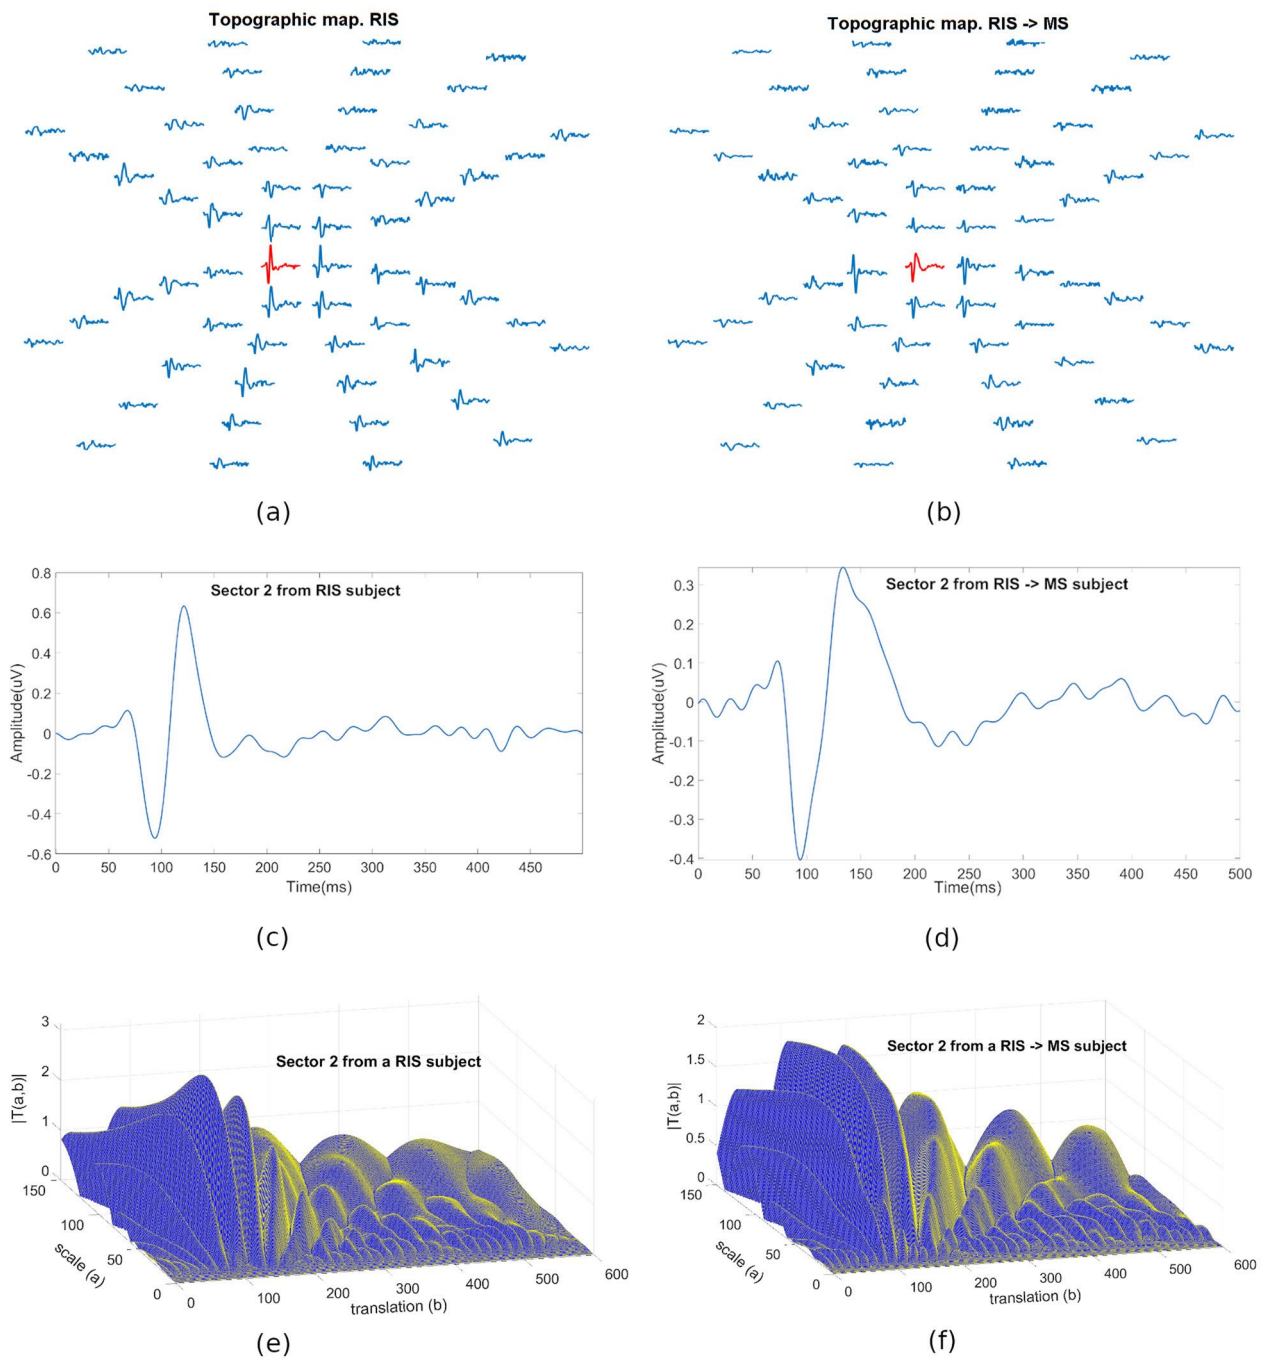 Topographic map. RIS
Topographic map. RIS -> MS
(a)
(b)
Sector 2 from RIS subject
Amplitude(uV)
0.8
0.6
0.4
0.2
0
-0.2
-0.4
-0.6
0 50 100 150 200 250 300 350 400 450
Time(ms)
(c)
Sector 2 from RIS -> MS subject
Amplitude(uV)
0.3
0.2
0.1
0
-0.1
-0.2
-0.3
-0.4
0 50 100 150 200 250 300 350 400 450 500
Time(ms)
(d)
Sector 2 from a RIS subject
|T(a,b)|
3
2
1
0
150
100
50
0
scale (a)
0 100 200 300 400 500 600
translation (b)
(e)
Sector 2 from a RIS -> MS subject
|T(a,b)|
2
1.5
1
0.5
0
150
100
50
0
scale (a)
0 100 200 300 400 500 600
translation (b)
(f)